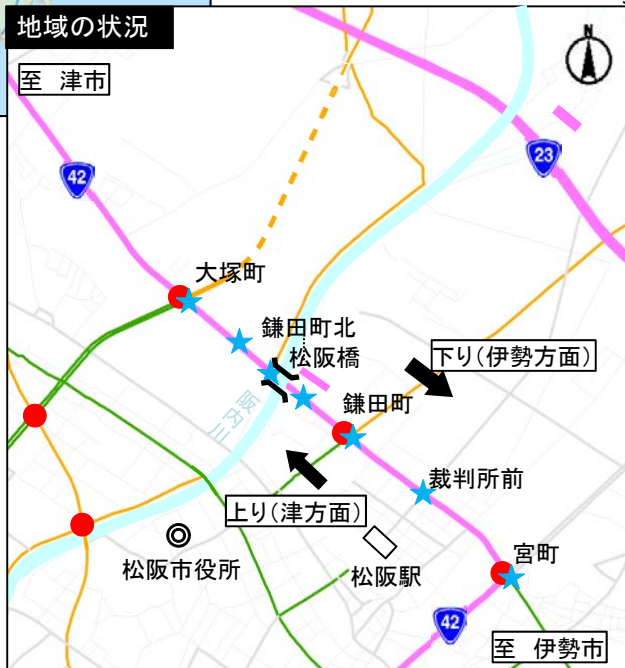 地域の状況
至 津市
N
42
23
大塚町
鎌田町北
松阪橋
下り(伊勢方面)
鎌田町
阪内川
裁判所前
上り(津方面)
宮町
松阪市役所
松阪駅
42
至 伊勢市